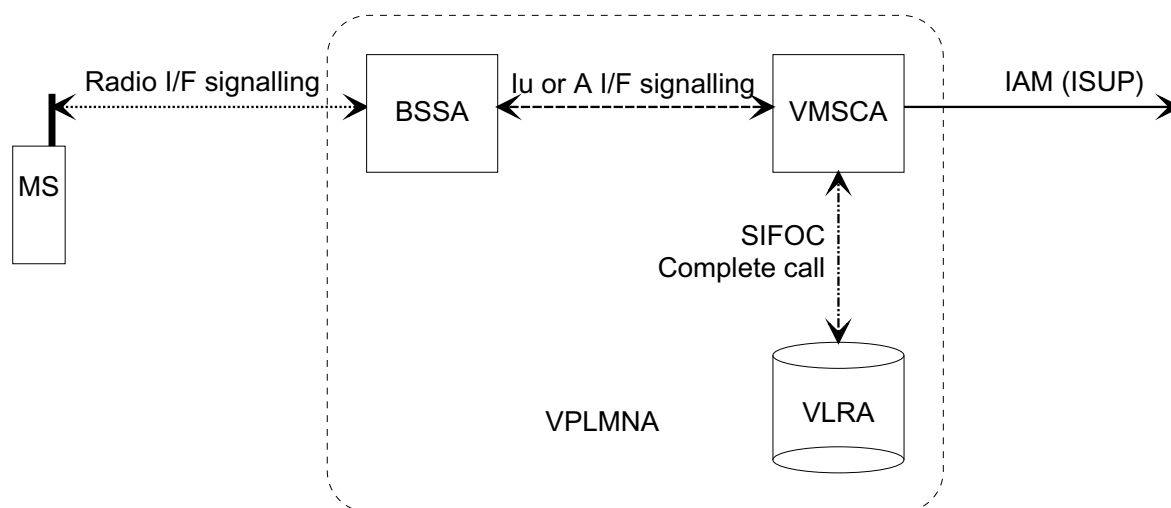 Radio I/F signalling
Iu or A I/F signalling
IAM (ISUP)
BSSA
VMSCA
MS
SIFOC
Complete call
VPLMNA
VLRA